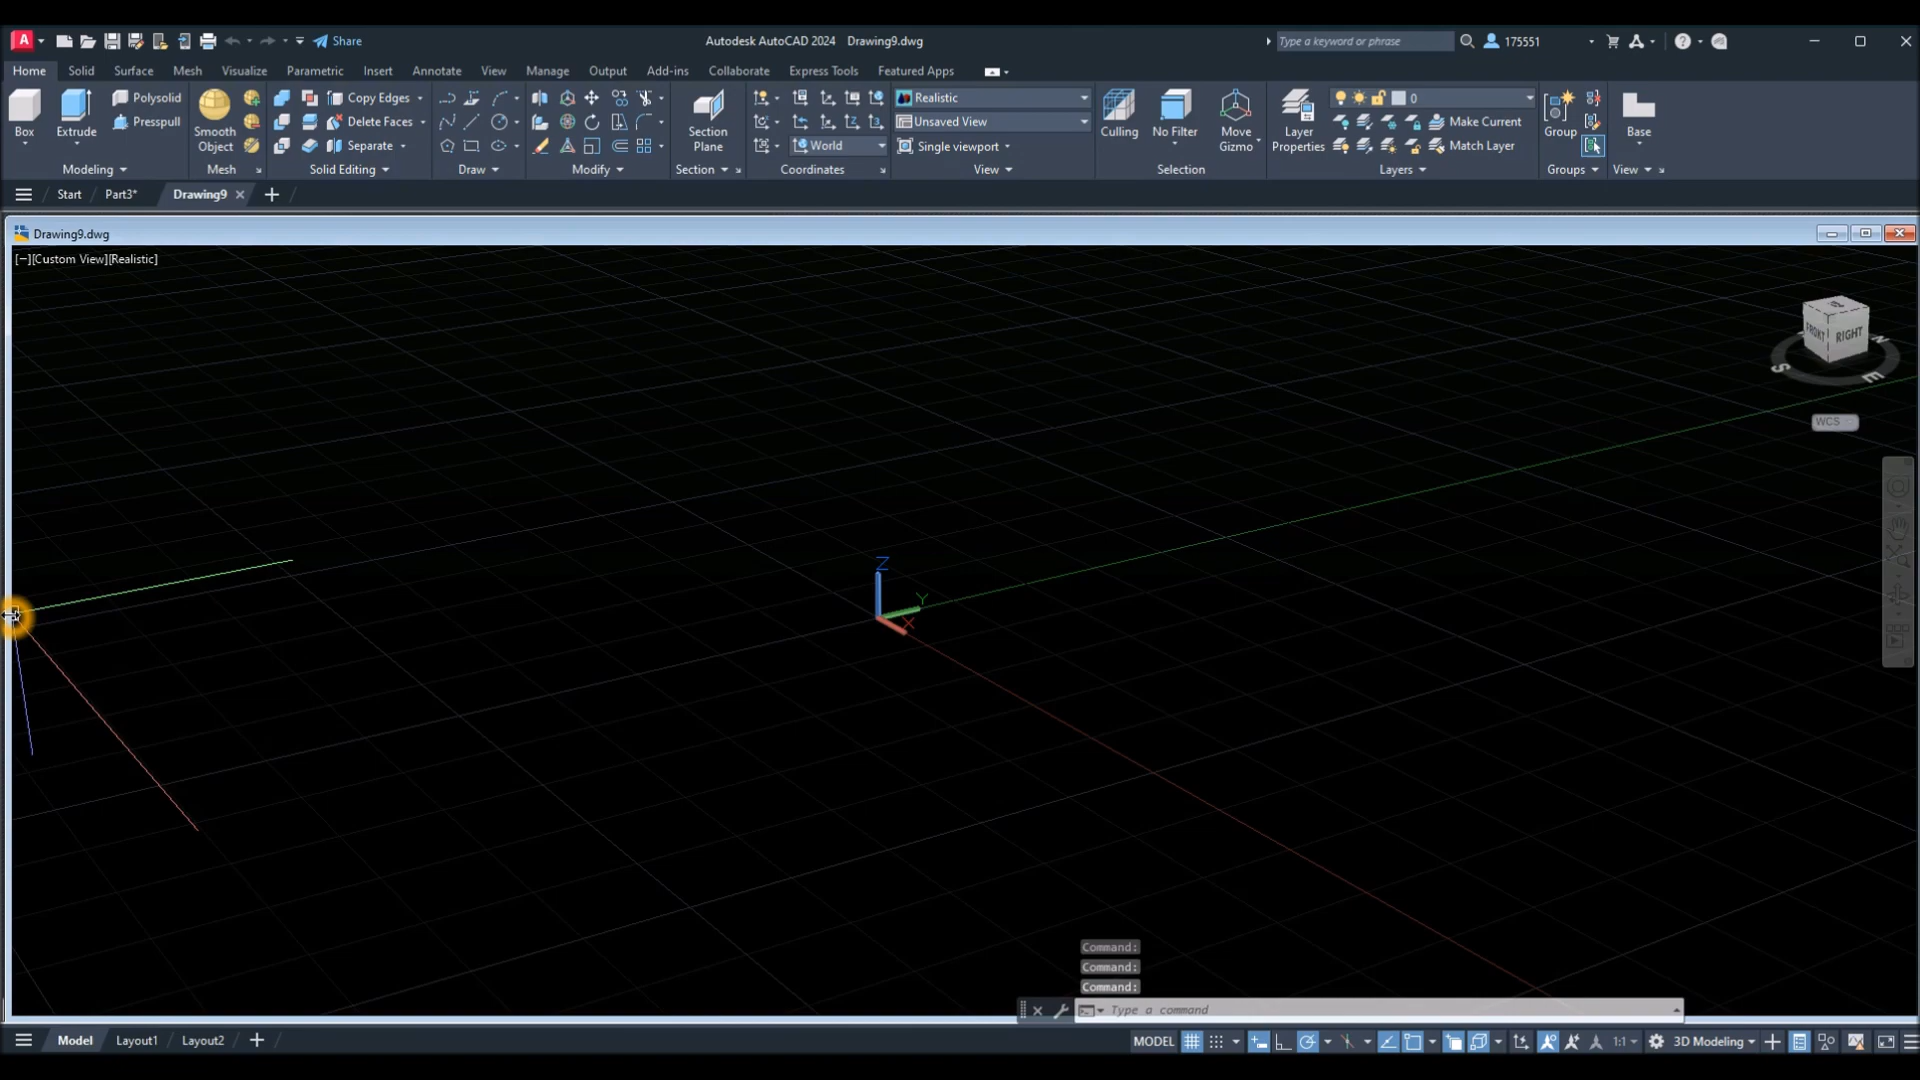 Share
Autodesk AutoCAD 2024 Drawing9.dwg
Type a keyword or phrase
175551
Home Solid Surface Mesh Visualize Parametric Insert Annotate View Manage Output Add-ins Collaborate Express Tools Featured Apps
Box
Extrude
Polysolid
Presspull
Modeling
Smooth
Object
Mesh
Copy Edges
Delete Faces
Separate
Solid Editing
Draw
Modify
Section
Plane
Section
World
Coordinates
Realistic
Unsaved View
Single viewport
View
Culling
No Filter
Move
Gizmo
Selection
Layer
Properties
0
Make Current
Match Layer
Layers
Group
Groups
Base
View
Start Part3* Drawing9
Drawing9.dwg
[−][Custom View][Realistic]
FRONT RIGHT
N
S
E
WCS
Z
Y
X
Command:
Command:
Command:
Type a command
Model Layout1 Layout2
MODEL
1:1
3D Modeling